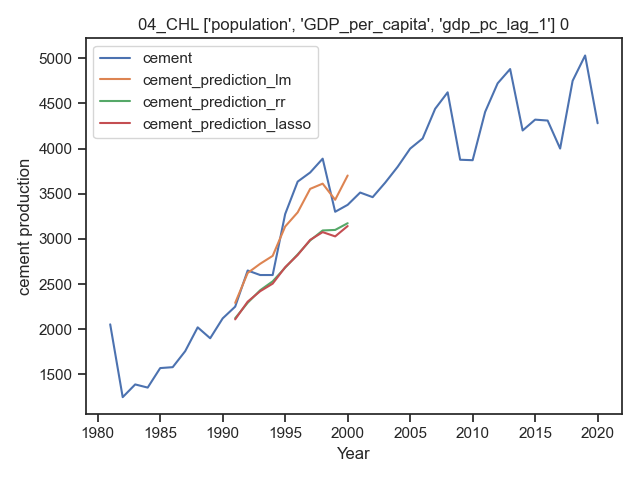 04_CHL ['population', 'GDP_per_capita', 'gdp_pc_lag_1'] 0
cement
cement_prediction_lm
cement_prediction_rr
cement_prediction_lasso
5000
4500
4000
3500
3000
2500
2000
1500
cement production
1980
1985
1990
1995
2000
2005
2010
2015
2020
Year